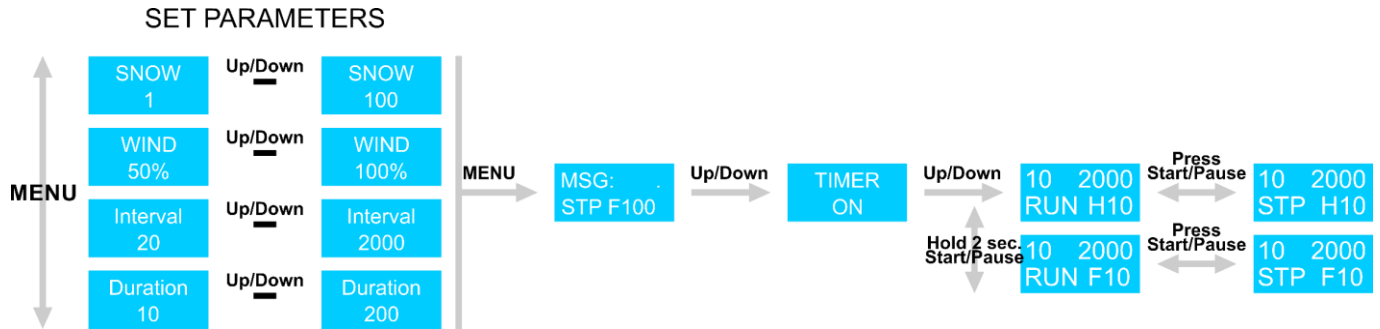 SET PARAMETERS
MENU
SNOW
1
Up/Down
SNOW
100
WIND
50%
Up/Down
WIND
100%
Interval
20
Up/Down
Interval
2000
Duration
10
Up/Down
Duration
200
MENU
MSG: .
STP F100
Up/Down
TIMER
ON
Up/Down
10 2000
RUN H10
Press
Start/Pause
10 2000
STP H10
Hold 2 sec.
Start/Pause
10 2000
RUN F10
Press
Start/Pause
10 2000
STP F10